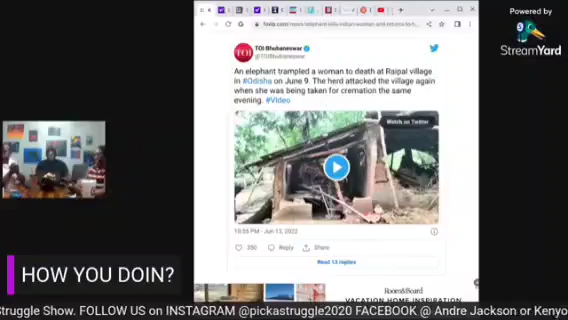 Powered by
StreamYard
TOI Bhubaneswar
@TOIBhubaneswar
An elephant trampled a woman to death at Raipal village
in #Odisha on June 9. The herd attacked the village again
when she was being taken for cremation the same
evening. #Video
Watch on Twitter
10:55 PM · Jun 13, 2022
350
Reply
Share
Read 13 replies
Room&Board
VACATION HOME INSPIRATION
HOW YOU DOIN?
Struggle Show. FOLLOW US on INSTAGRAM @pickastruggle2020 FACEBOOK @ Andre Jackson or Kenyo